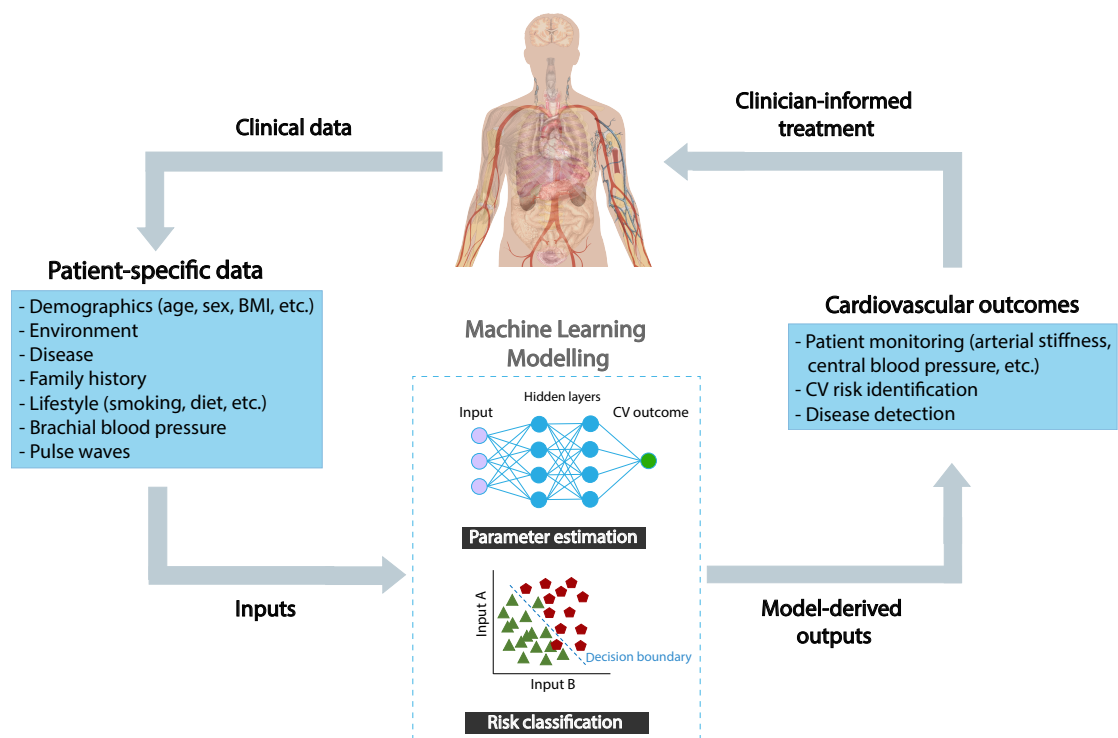 Clinical data
Clinician-informed
treatment
Patient-specific data
- Demographics (age, sex, BMI, etc.)
- Environment
- Disease
- Family history
- Lifestyle (smoking, diet, etc.)
- Brachial blood pressure
- Pulse waves
Inputs
Machine Learning
Modelling
Hidden layers
Input
CV outcome
Parameter estimation
Input A
Decision boundary
Input B
Risk classification
Cardiovascular outcomes
- Patient monitoring (arterial stiffness,
central blood pressure, etc.)
- CV risk identification
- Disease detection
Model-derived
outputs